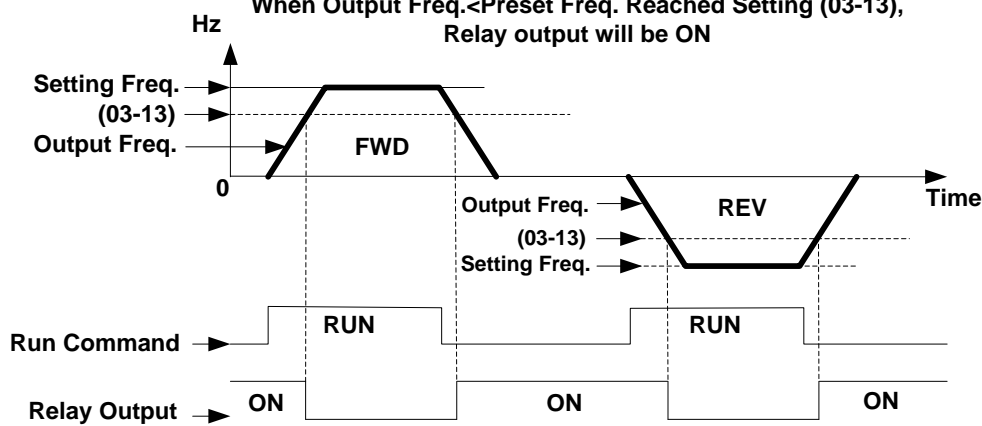 When Output Freq.<Preset Freq. Reached Setting (03-13),
Relay output will be ON
Hz
Setting Freq.
(03-13)
Output Freq.
FWD
0
Time
Output Freq.
REV
(03-13)
Setting Freq.
RUN
RUN
Run Command
ON
ON
ON
Relay Output